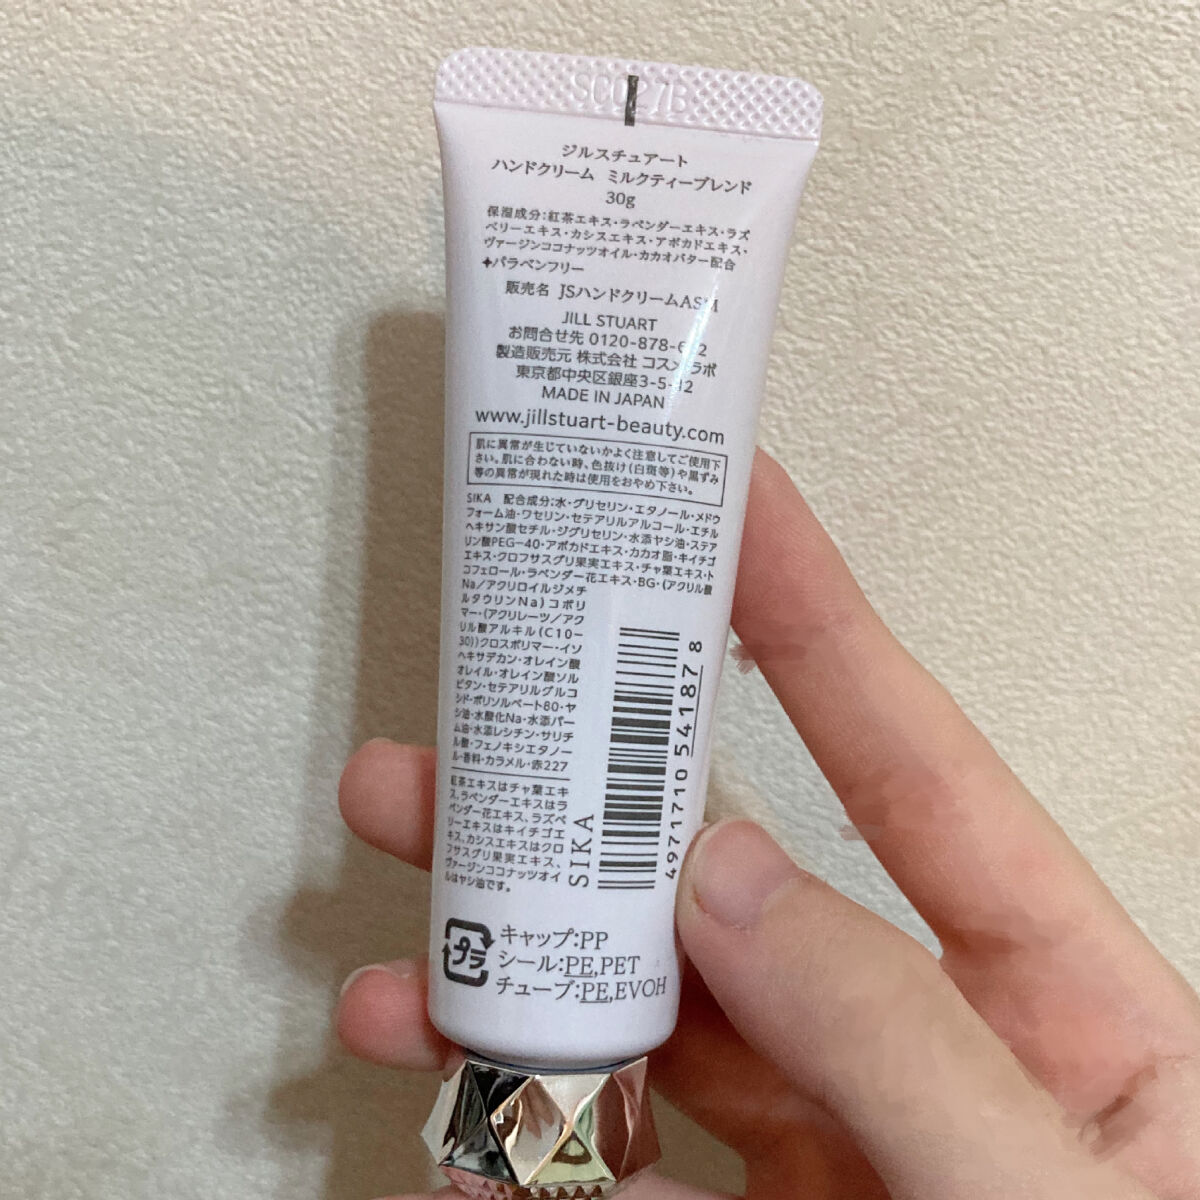 SC0 27B
ジルスチュアート
ハンドクリーム ミルクティーブレンド
30g
保湿成分:紅茶エキス・ラベンダーエキス・ラズ
ベリーエキス・カシスエキス・アボカドエキス、
ヴァージンココナッツオイル・カカオバター配合
✦パラベンフリー
販売名 JSハンドクリームASM
JILL STUART
お問合せ先 0120-878-
製造販売元 株式会社 コスメラボ
東京都中央区銀座3-5-
MADE IN JAPAN
www.jillstuart-beauty.com
肌に異常が生じていないかよく注意してご使用下
さい。肌に合わない時、色抜け(白斑等)や黒ずみ
等の異常が現れた時は使用をおやめ下さい。
SIKA 配合成分:水・グリセリン・エタノール・メドウ
フォーム油・ワセリン・セテアリルアルコール・エチル
ヘキサン酸セチル・ジグリセリン・水添ヤシ油・ステア
リン酸PEG-40・アボカドエキス・カカオ脂・キイチゴ
エキス・クロフサスグリ果実エキス・チャ葉エキス・ト
コフェロール・ラベンダー花エキス・BG・(アクリル酸
Na/アクリロイルジメチ
ルタウリンNa)コポリ
マー・(アクリレーツ/アク
リル酸アルキル(C10-
30))クロスポリマー・イソ
ヘキサデカン・オレイン酸
オレイル・オレイン酸ソル
ビタン・セテアリルグルコ
シド・ポリソルベート80・ヤ
シ油・水酸化Na・水添パー
ム油・水添レシチン・サリチ
ル酸・フェノキシエタノー
ル・香料・カラメル・赤227
紅茶エキスはチャ葉エキ
ス、ラベンダーエキスはラ
ベンダー花エキス、ラズベ
リーエキスはキイチゴエ
キス、カシスエキスはクロ
フサスグリ果実エキス、
ヴァージンココナッツオイ
ルはヤシ油です。
SIKA
4971710 541878
プラ
キャップ:PP
シール:PE,PET
チューブ:PE,EVOH